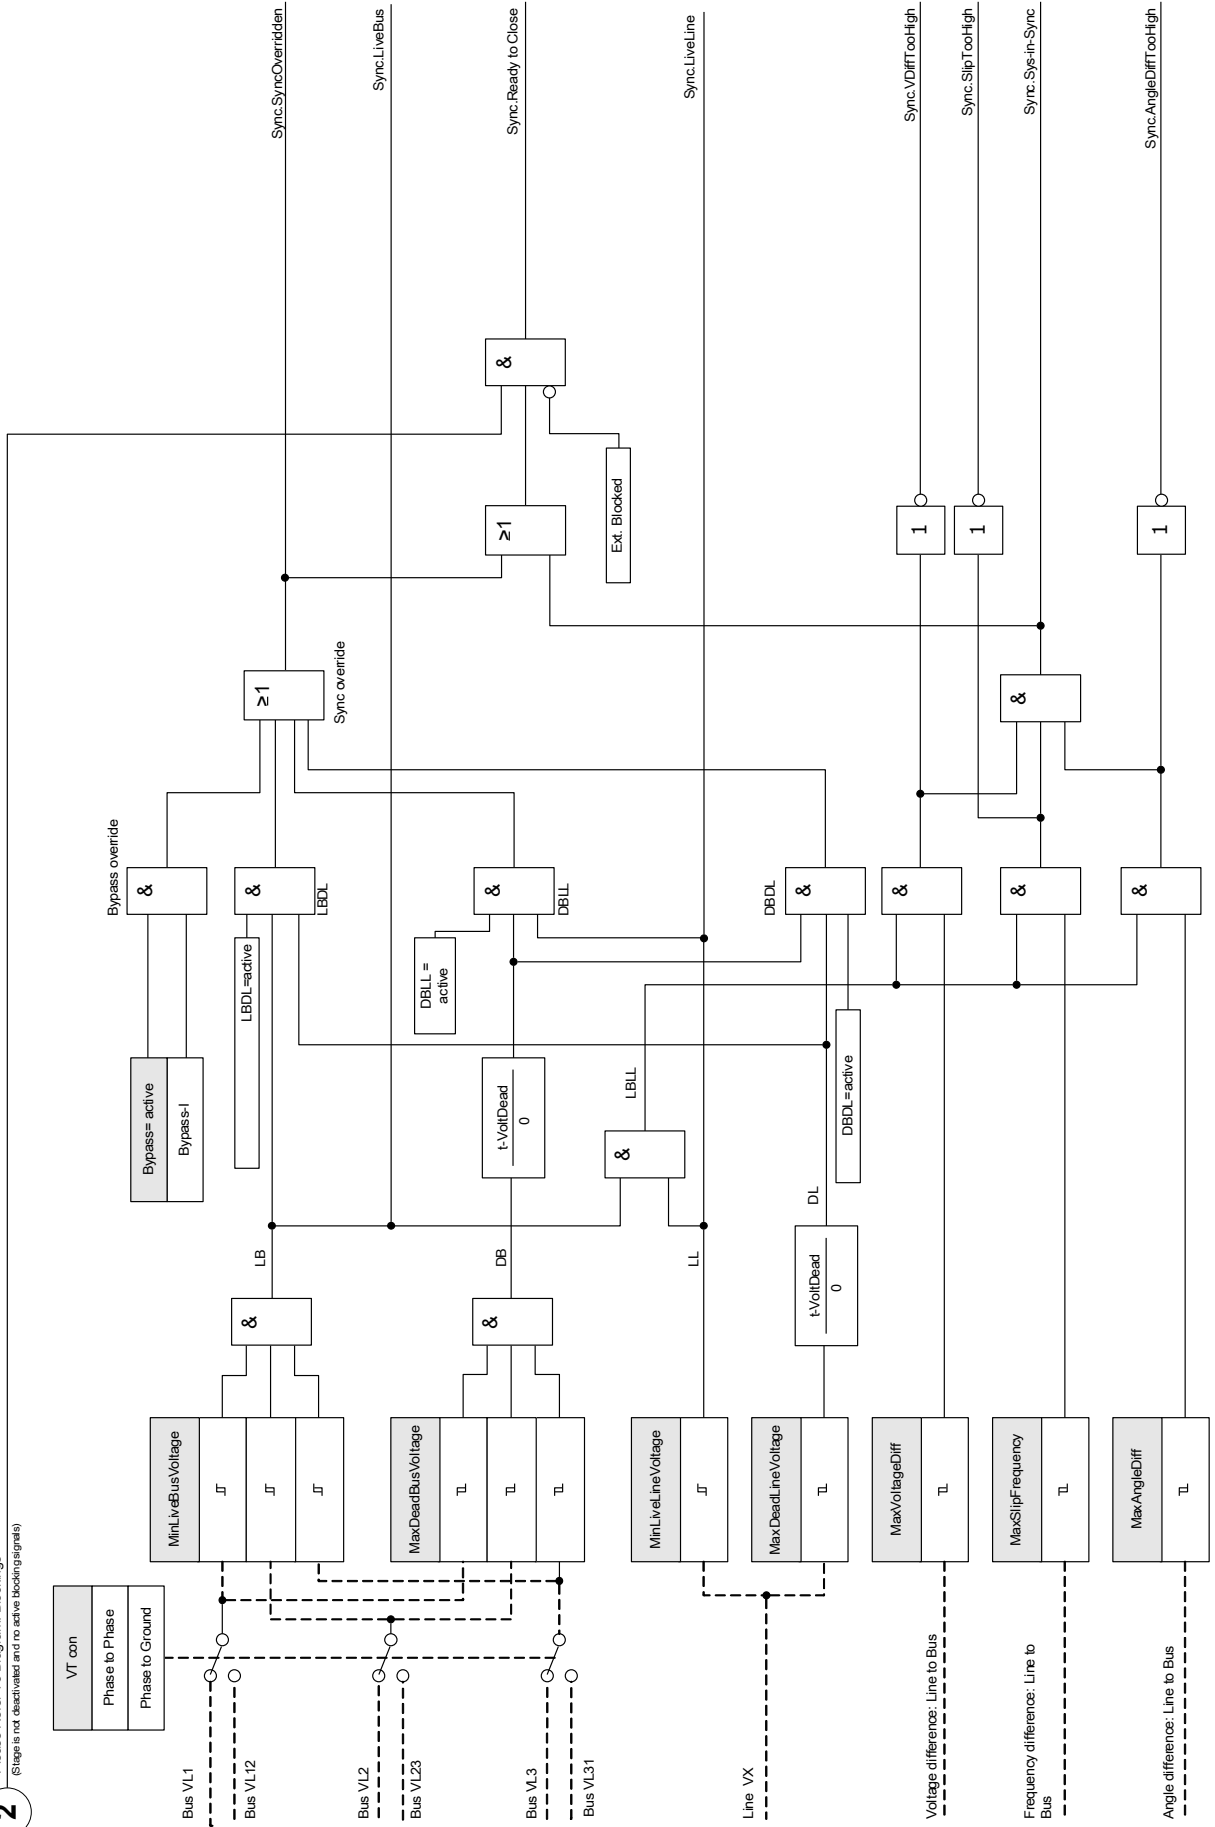 2
(Stage is not deactivated and no active blocking signals)
VT con
Phase to Phase
Phase to Ground
Bus VL1
Bus VL12
Bus VL2
Bus VL23
Bus VL3
Bus VL31
Line VX
Voltage difference: Line to Bus
Frequency difference: Line to
Bus
Angle difference: Line to Bus
MinLiveBusVoltage
MaxDeadBusVoltage
MinLiveLineVoltage
MaxDeadLineVoltage
MaxVoltageDiff
MaxSlipFrequency
MaxAngleDiff
&
&
LB
DB
LL
t-VoltDead
0
DL
Bypass= active
Bypass-I
LBDL=active
t-VoltDead
0
&
LBLL
DBLL =
active
DBDL=active
Bypass override
&
&
LBDL
&
DBLL
DBDL
&
&
&
&
≥1
Sync override
&
≥1
Ext. Blocked
1
1
1
&
Sync.SyncOverridden
Sync.LiveBus
Sync.Ready to Close
Sync.LiveLine
Sync.VDiffTooHigh
Sync.SlipTooHigh
Sync.Sys-in-Sync
Sync.AngleDiffTooHigh